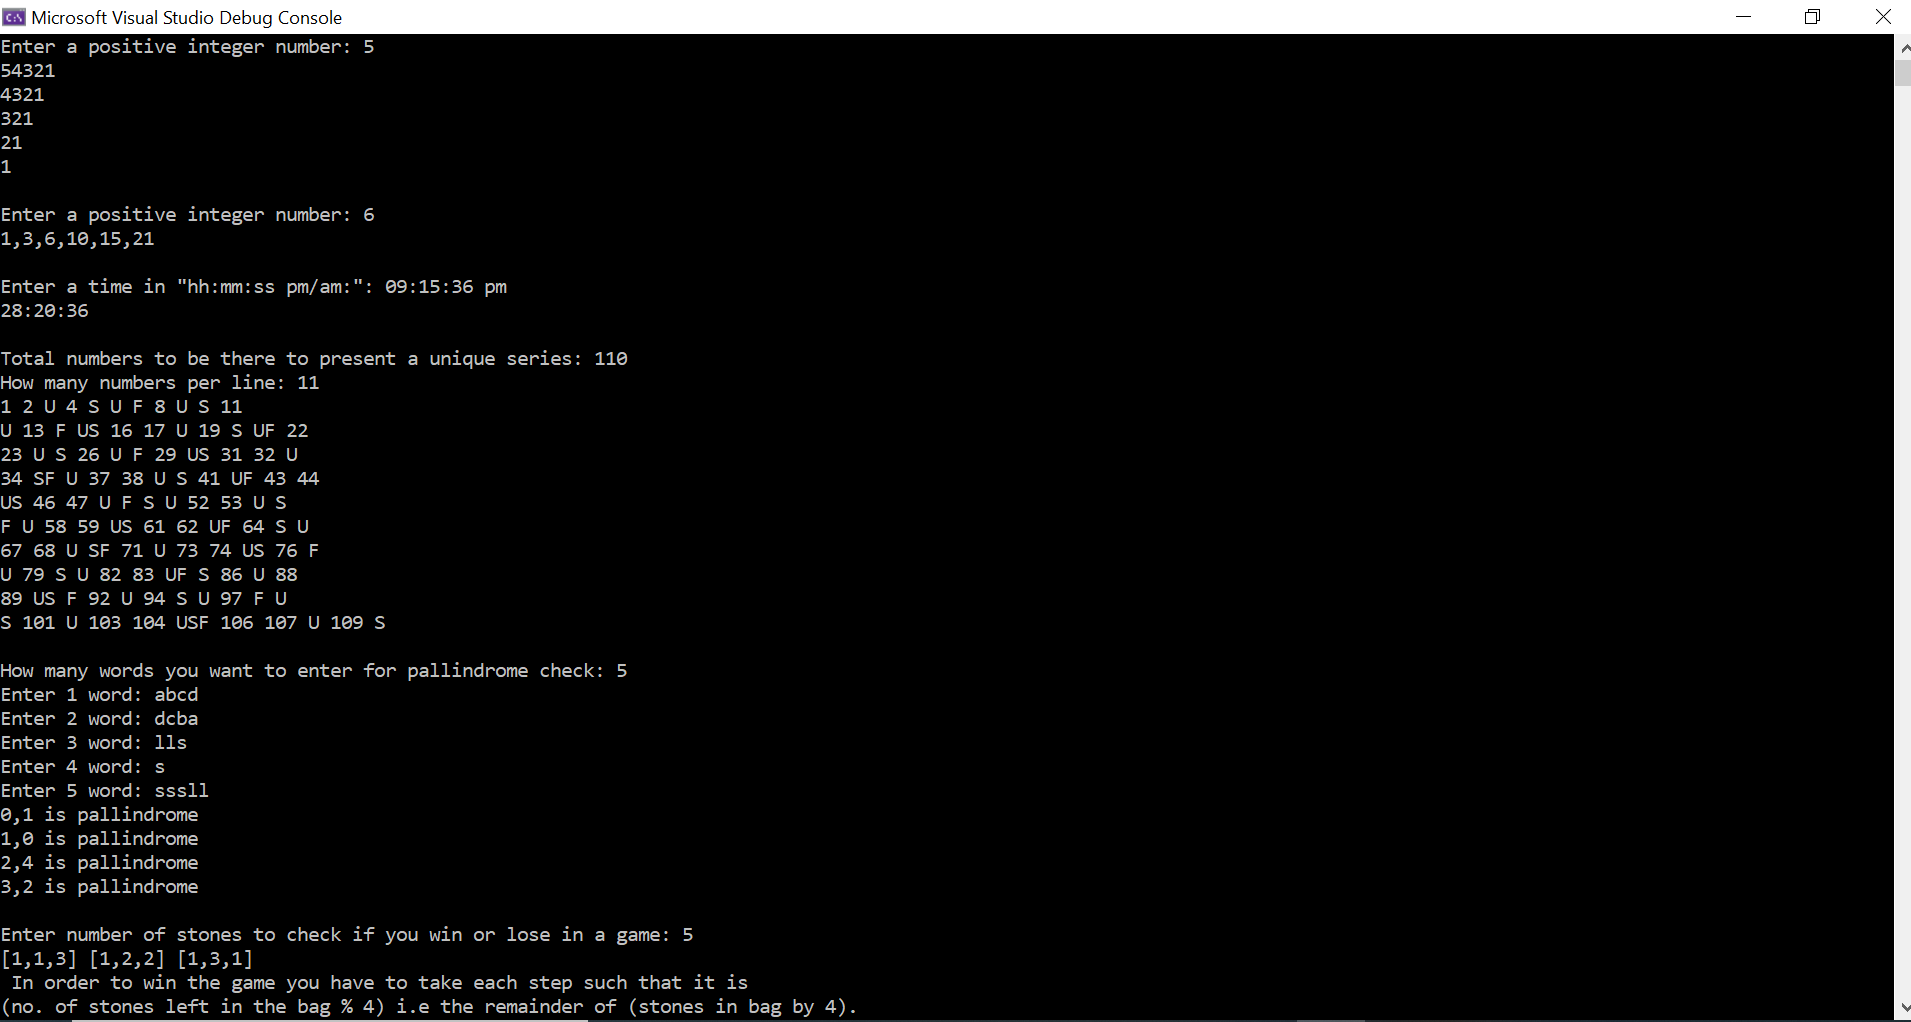 Microsoft Visual Studio Debug Console
Enter a positive integer number: 5
54321
4321
321
21
1
Enter a positive integer number: 6
1,3,6,10,15,21
Enter a time in "hh:mm:ss pm/am:": 09:15:36 pm
28:20:36
Total numbers to be there to present a unique series: 110
How many numbers per line: 11
1 2 U 4 S U F 8 U S 11
U 13 F US 16 17 U 19 S UF 22
23 U S 26 U F 29 US 31 32 U
34 SF U 37 38 U S 41 UF 43 44
US 46 47 U F S U 52 53 U S
F U 58 59 US 61 62 UF 64 S U
67 68 U SF 71 U 73 74 US 76 F
U 79 S U 82 83 UF S 86 U 88
89 US F 92 U 94 S U 97 F U
S 101 U 103 104 USF 106 107 U 109 S
How many words you want to enter for pallindrome check: 5
Enter 1 word: abcd
Enter 2 word: dcba
Enter 3 word: lls
Enter 4 word: s
Enter 5 word: sssll
0,1 is pallindrome
1,0 is pallindrome
2,4 is pallindrome
3,2 is pallindrome
Enter number of stones to check if you win or lose in a game: 5
[1,1,3] [1,2,2] [1,3,1]
In order to win the game you have to take each step such that it is
(no. of stones left in the bag % 4) i.e the remainder of (stones in bag by 4).